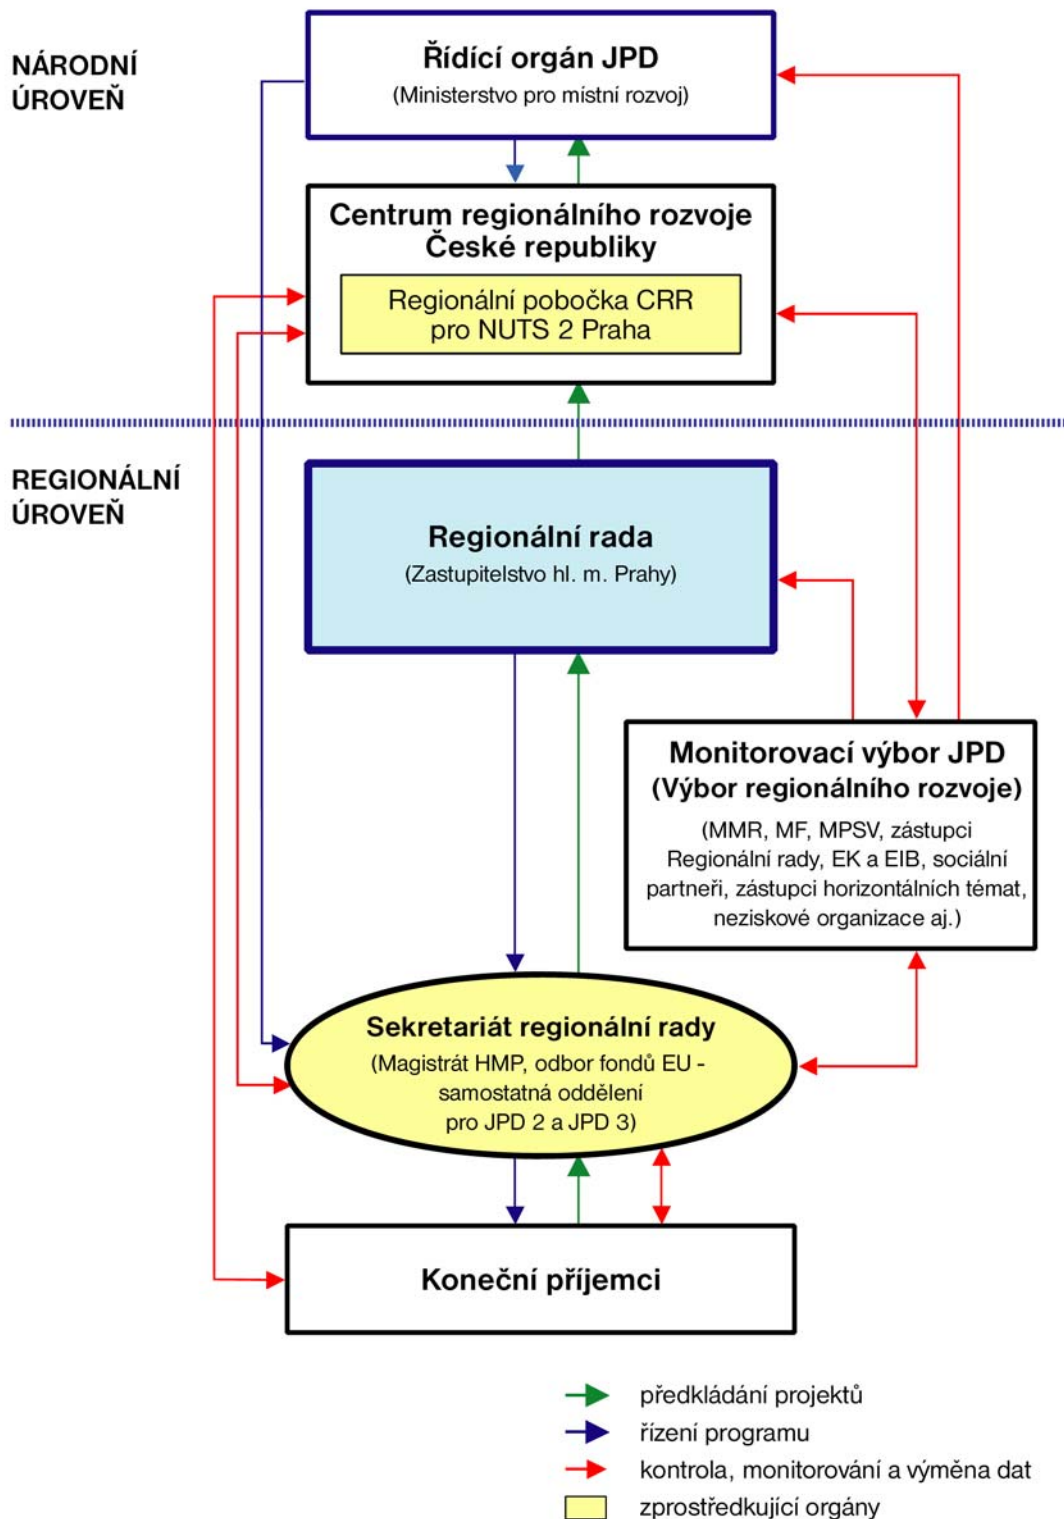 NÁRODNÍ
ÚROVEŇ
Řídící orgán JPD
(Ministerstvo pro místní rozvoj)
Centrum regionálního rozvoje
České republiky
Regionální pobočka CRR
pro NUTS 2 Praha
REGIONÁLNÍ
ÚROVEŇ
Regionální rada
(Zastupitelstvo hl. m. Prahy)
Monitorovací výbor JPD
(Výbor regionálního rozvoje)
(MMR, MF, MPSV, zástupci
Regionální rady, EK a EIB, sociální
partneři, zástupci horizontálních témat,
neziskové organizace aj.)
Sekretariát regionální rady
(Magistrát HMP, odbor fondů EU -
samostatná oddělení
pro JPD 2 a JPD 3)
Koneční příjemci
předkládání projektů
řízení programu
kontrola, monitorování a výměna dat
zprostředkující orgány